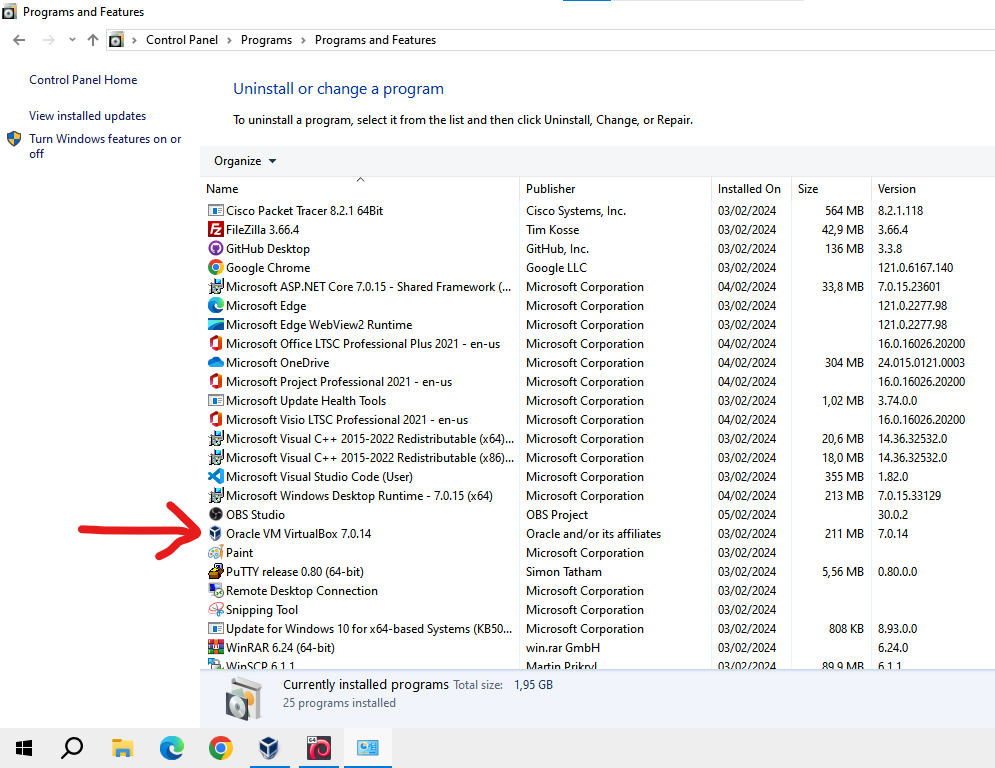 Programs and Features
Control Panel > Programs > Programs and Features
Control Panel Home
View installed updates
Turn Windows features on or
off
Uninstall or change a program
To uninstall a program, select it from the list and then click Uninstall, Change, or Repair.
Organize
Name Publisher Installed On Size Version
Cisco Packet Tracer 8.2.1 64Bit Cisco Systems, Inc. 03/02/2024 564 MB 8.2.1.118
FileZilla 3.66.4 Tim Kosse 03/02/2024 42,9 MB 3.66.4
GitHub Desktop GitHub, Inc. 03/02/2024 136 MB 3.3.8
Google Chrome Google LLC 03/02/2024 121.0.6167.140
Microsoft ASP.NET Core 7.0.15 - Shared Framework (... Microsoft Corporation 04/02/2024 33,8 MB 7.0.15.23601
Microsoft Edge Microsoft Corporation 03/02/2024 121.0.2277.98
Microsoft Edge WebView2 Runtime Microsoft Corporation 03/02/2024 121.0.2277.98
Microsoft Office LTSC Professional Plus 2021 - en-us Microsoft Corporation 04/02/2024 16.0.16026.20200
Microsoft OneDrive Microsoft Corporation 04/02/2024 304 MB 24.015.0121.0003
Microsoft Project Professional 2021 - en-us Microsoft Corporation 04/02/2024 16.0.16026.20200
Microsoft Update Health Tools Microsoft Corporation 03/02/2024 1,02 MB 3.74.0.0
Microsoft Visio LTSC Professional 2021 - en-us Microsoft Corporation 04/02/2024 16.0.16026.20200
Microsoft Visual C++ 2015-2022 Redistributable (x64)... Microsoft Corporation 03/02/2024 20,6 MB 14.36.32532.0
Microsoft Visual C++ 2015-2022 Redistributable (x86)... Microsoft Corporation 03/02/2024 18,0 MB 14.36.32532.0
Microsoft Visual Studio Code (User) Microsoft Corporation 03/02/2024 355 MB 1.82.0
Microsoft Windows Desktop Runtime - 7.0.15 (x64) Microsoft Corporation 04/02/2024 213 MB 7.0.15.33129
OBS Studio OBS Project 05/02/2024 30.0.2
Oracle VM VirtualBox 7.0.14 Oracle and/or its affiliates 03/02/2024 211 MB 7.0.14
Paint Microsoft Corporation 03/02/2024
PuTTY release 0.80 (64-bit) Simon Tatham 03/02/2024 5,56 MB 0.80.0.0
Remote Desktop Connection Microsoft Corporation 03/02/2024
Snipping Tool Microsoft Corporation 03/02/2024
Update for Windows 10 for x64-based Systems (KB50... Microsoft Corporation 03/02/2024 808 KB 8.93.0.0
WinRAR 6.24 (64-bit) win.rar GmbH 03/02/2024 6.24.0
WinSCP 6.1.1 Martin Prikryl 03/02/2024 89,9 MB 6.1.1
Currently installed programs Total size: 1,95 GB
25 programs installed
64